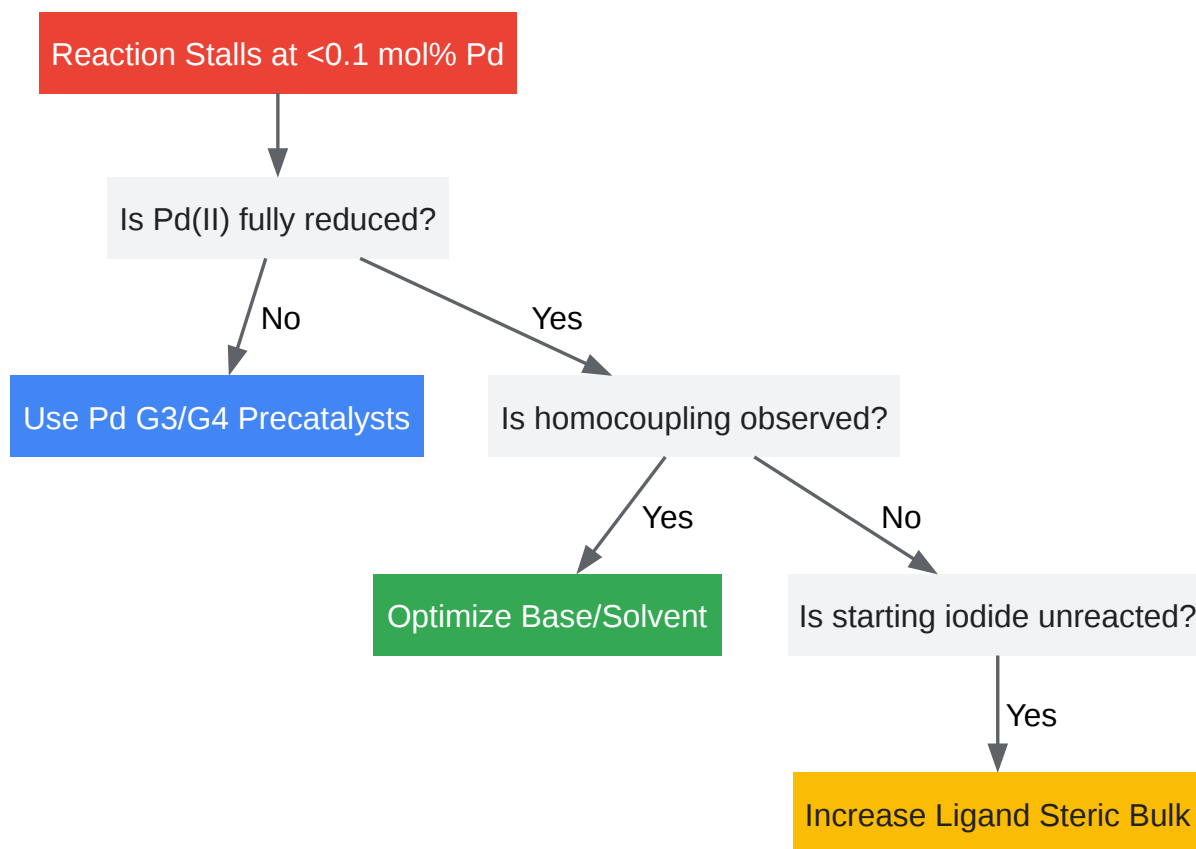 Reaction Stalls at <0.1 mol% Pd
Is Pd(II) fully reduced?
No
Yes
Use Pd G3/G4 Precatalysts
Is homocoupling observed?
Yes
No
Optimize Base/Solvent
Is starting iodide unreacted?
Yes
Increase Ligand Steric Bulk